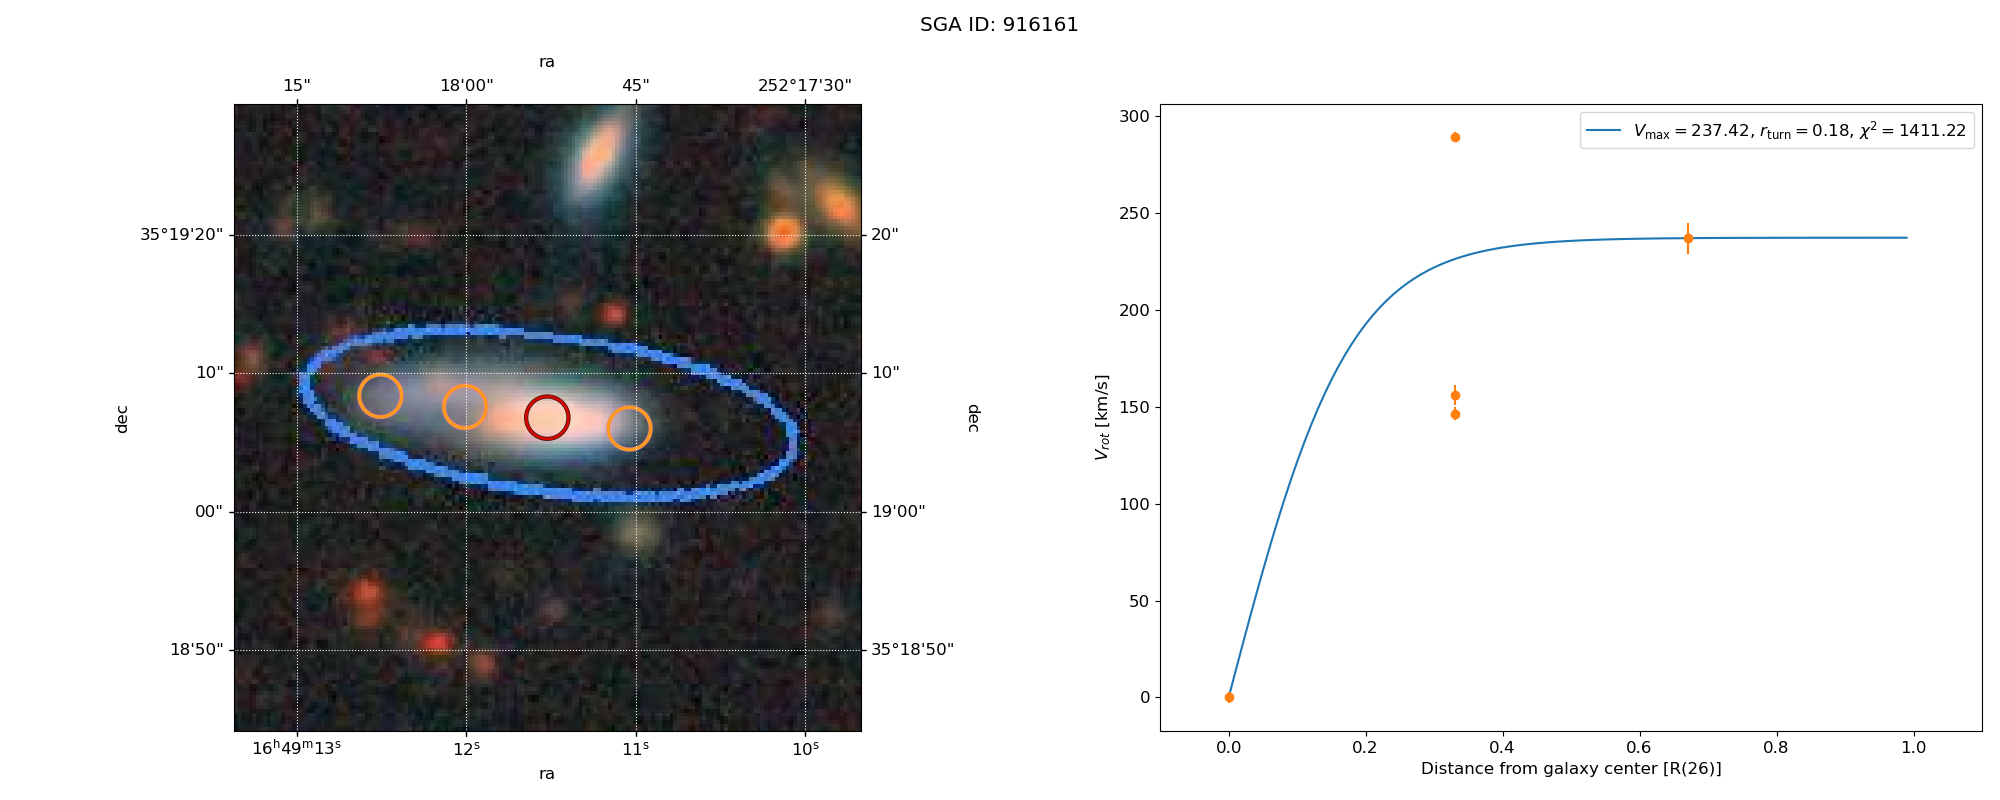 SGA ID: 916161
ra
15" 18'00" 45" 252°17'30"
35°19'20" 20"
10" 10"
dec dec
00" 19'00"
18'50" 35°18'50"
16ʰ49ᵐ13ˢ 12ˢ 11ˢ 10ˢ
ra
V_max = 237.42, r_turn = 0.18, χ² = 1411.22
300
250
200
150
100
50
0
V_rot [km/s]
0.0 0.2 0.4 0.6 0.8 1.0
Distance from galaxy center [R(26)]